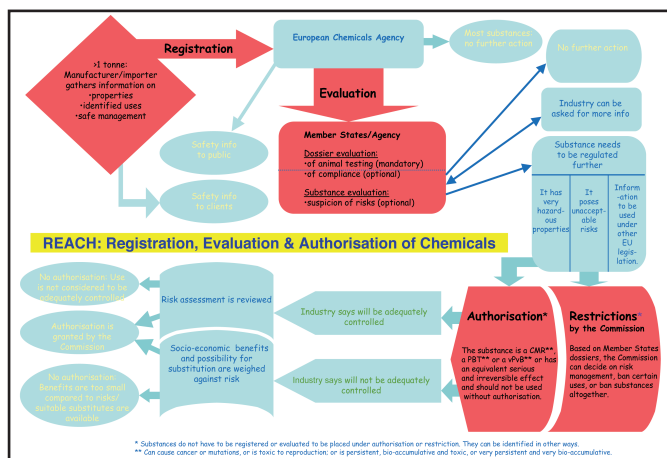 Registration
>1 tonne:
Manufacturer/importer
gathers information on
•properties
•identified uses
•safe management
European Chemicals Agency
Most substances
no further action
No further action
Evaluation
Industry can be
asked for more info
Member States/Agency
Dossier evaluation:
•of animal testing (mandatory)
•of compliance (optional)
Substance evaluation:
•suspicion of risks (optional)
Safety info
to public
Safety info
to clients
Substance needs
to be regulated
further
It has
very
hazard-
ous
properties
It
poses
unaccept-
able
risks
Inform
-ation
to be
used
under
other
EU
legis-
lation.
REACH: Registration, Evaluation & Authorisation of Chemicals
No authorisation: Use
is not considered to be
adequately controlled
Authorisation is
granted by the
Commission
No authorisation:
Benefits are too small
compared to risks/
suitable substitutes are
available
Risk assessment is reviewed
Socio-economic benefits
and possibility for
substitution are weighed
against risk
Industry says will be adequately
controlled
Industry says will not be adequately
controlled
Authorisation*
The substance is a CMR**,
a PBT** or a vPvB** or has
an equivalent serious
and irreversible effect
and should not be used
without authorisation.
Restrictions*
by the Commission
Based on Member States
dossiers, the Commission
can decide on risk
management, ban certain
uses, or ban substances
altogether.
* Substances do not have to be registered or evaluated to be placed under authorisation or restriction. They can be identified in other ways.
** Can cause cancer or mutations, or is toxic to reproduction; or is persistent, bio-accumulative and toxic, or very persistent and very bio-accumulative.